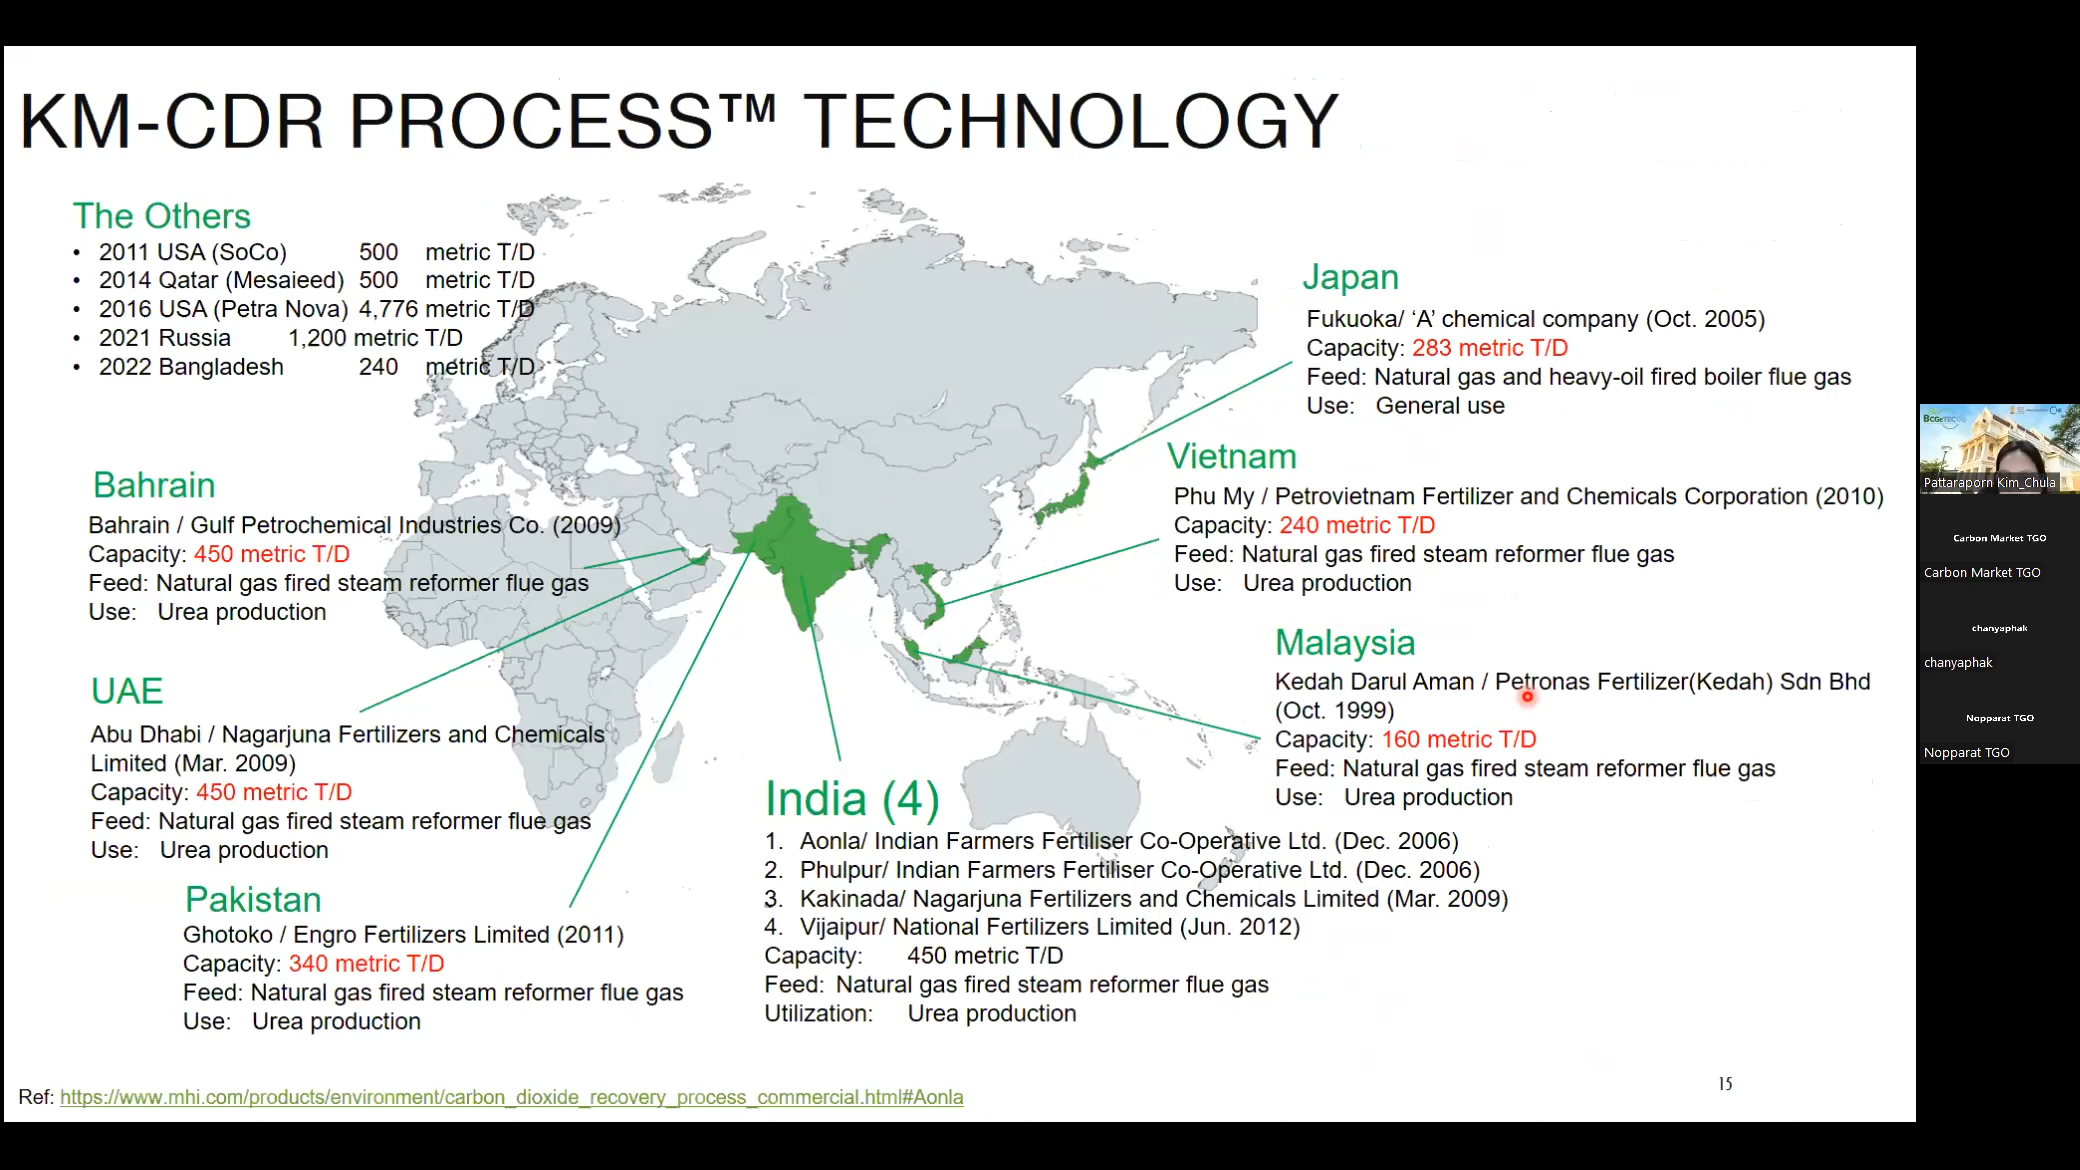 KM-CDR PROCESS™ TECHNOLOGY
The Others
• 2011 USA (SoCo) 500 metric T/D
• 2014 Qatar (Mesaieed) 500 metric T/D
• 2016 USA (Petra Nova) 4,776 metric T/D
• 2021 Russia 1,200 metric T/D
• 2022 Bangladesh 240 metric T/D
Bahrain
Bahrain / Gulf Petrochemical Industries Co. (2009)
Capacity: 450 metric T/D
Feed: Natural gas fired steam reformer flue gas
Use: Urea production
UAE
Abu Dhabi / Nagarjuna Fertilizers and Chemicals
Limited (Mar. 2009)
Capacity: 450 metric T/D
Feed: Natural gas fired steam reformer flue gas
Use: Urea production
Pakistan
Ghotoko / Engro Fertilizers Limited (2011)
Capacity: 340 metric T/D
Feed: Natural gas fired steam reformer flue gas
Use: Urea production
India (4)
1. Aonla/ Indian Farmers Fertiliser Co-Operative Ltd. (Dec. 2006)
2. Phulpur/ Indian Farmers Fertiliser Co-Operative Ltd. (Dec. 2006)
3. Kakinada/ Nagarjuna Fertilizers and Chemicals Limited (Mar. 2009)
4. Vijaipur/ National Fertilizers Limited (Jun. 2012)
Capacity: 450 metric T/D
Feed: Natural gas fired steam reformer flue gas
Utilization: Urea production
Japan
Fukuoka/ ‘A’ chemical company (Oct. 2005)
Capacity: 283 metric T/D
Feed: Natural gas and heavy-oil fired boiler flue gas
Use: General use
Vietnam
Phu My / Petrovietnam Fertilizer and Chemicals Corporation (2010)
Capacity: 240 metric T/D
Feed: Natural gas fired steam reformer flue gas
Use: Urea production
Malaysia
Kedah Darul Aman / Petronas Fertilizer(Kedah) Sdn Bhd
(Oct. 1999)
Capacity: 160 metric T/D
Feed: Natural gas fired steam reformer flue gas
Use: Urea production
Ref: https://www.mhi.com/products/environment/carbon_dioxide_recovery_process_commercial.html#Aonla
15
Pattaraporn Kim_Chula
Carbon Market TGO
Carbon Market TGO
chanyaphak
chanyaphak
Nopparat TGO
Nopparat TGO